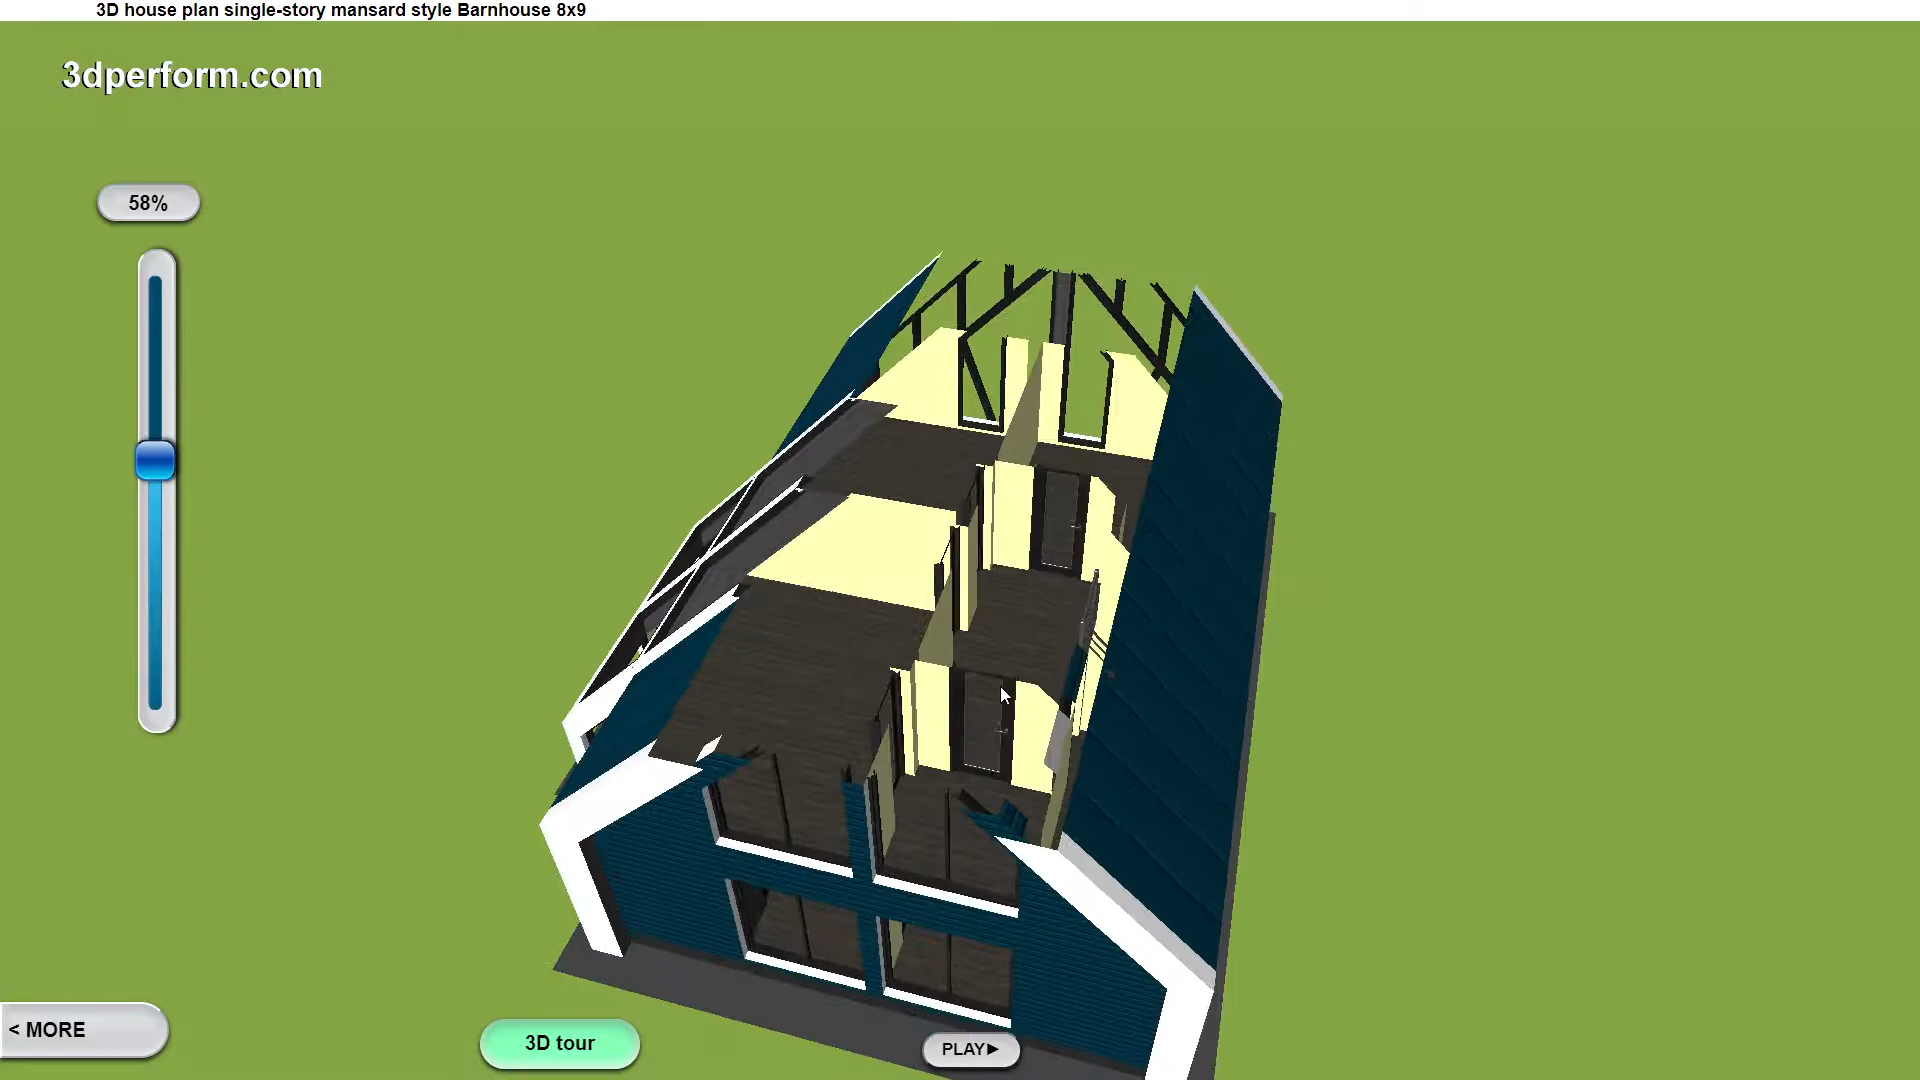 3D house plan single-story mansard style Barnhouse 8x9
3dperform.com
58%
< MORE
3D tour
PLAY►